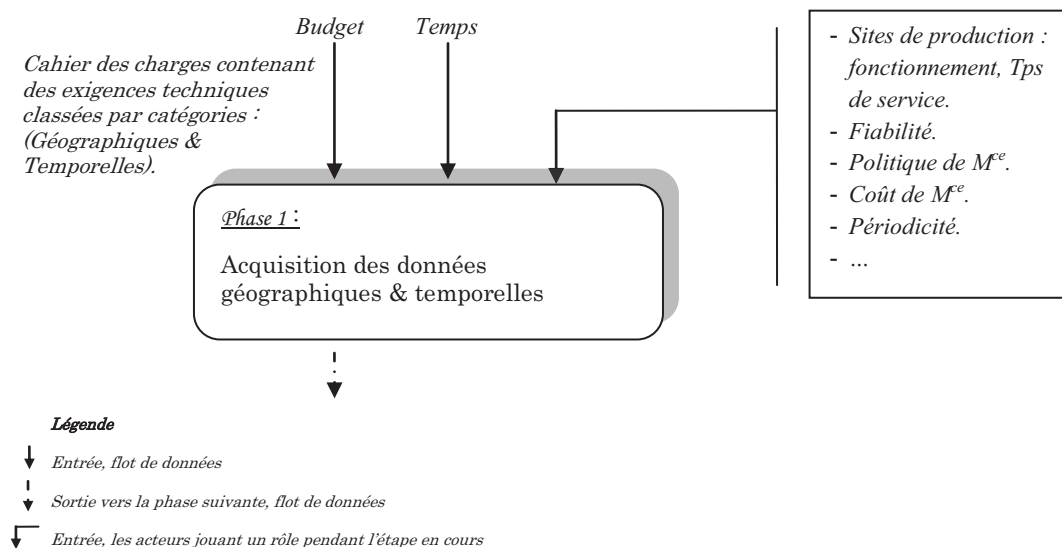 Budget
Temps
Cahier des charges contenant
des exigences techniques
classées par catégories :
(Géographiques &
Temporelles).
- Sites de production :
fonctionnement, Tps
de service.
- Fiabilité.
- Politique de Mce.
- Coût de Mce.
- Périodicité.
- ...
Phase 1 :
Acquisition des données
géographiques & temporelles
Légende
Entrée, flot de données
Sortie vers la phase suivante, flot de données
Entrée, les acteurs jouant un rôle pendant l'étape en cours